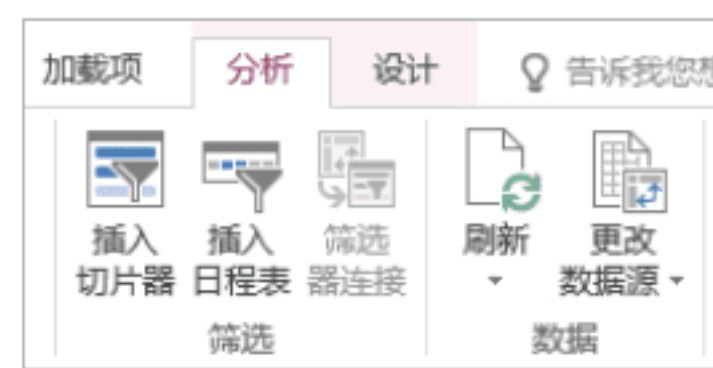 加载项 分析 设计 告诉我您想
插入 插入 筛选 刷新 更改
切片器 日程表 器连接 数据源
筛选 数据